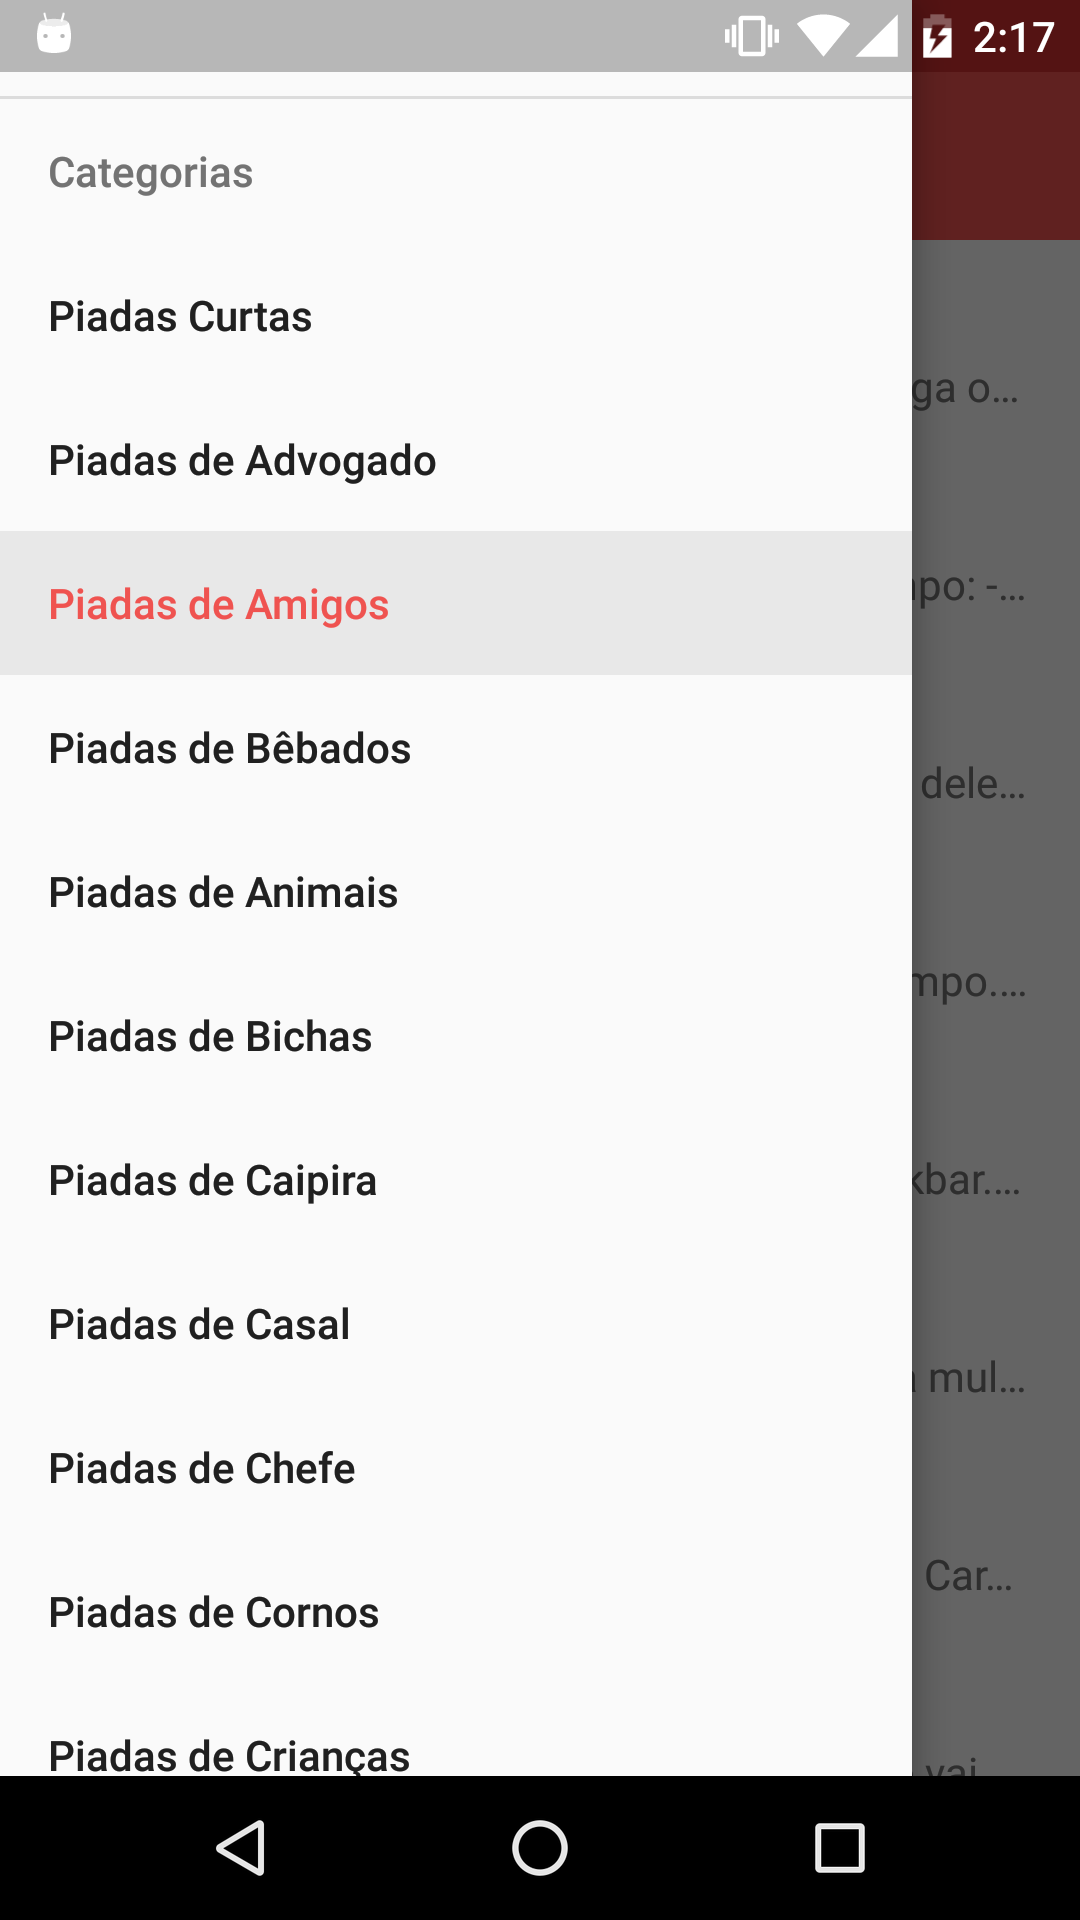 2:17
Categorias
Piadas Curtas
Piadas de Advogado
ga o...
Piadas de Amigos
po: -...
Piadas de Bêbados
dele...
Piadas de Animais
mpo....
Piadas de Bichas
Piadas de Caipira
kbar....
Piadas de Casal
mul...
Piadas de Chefe
Car...
Piadas de Cornos
Piadas de Crianças
vai